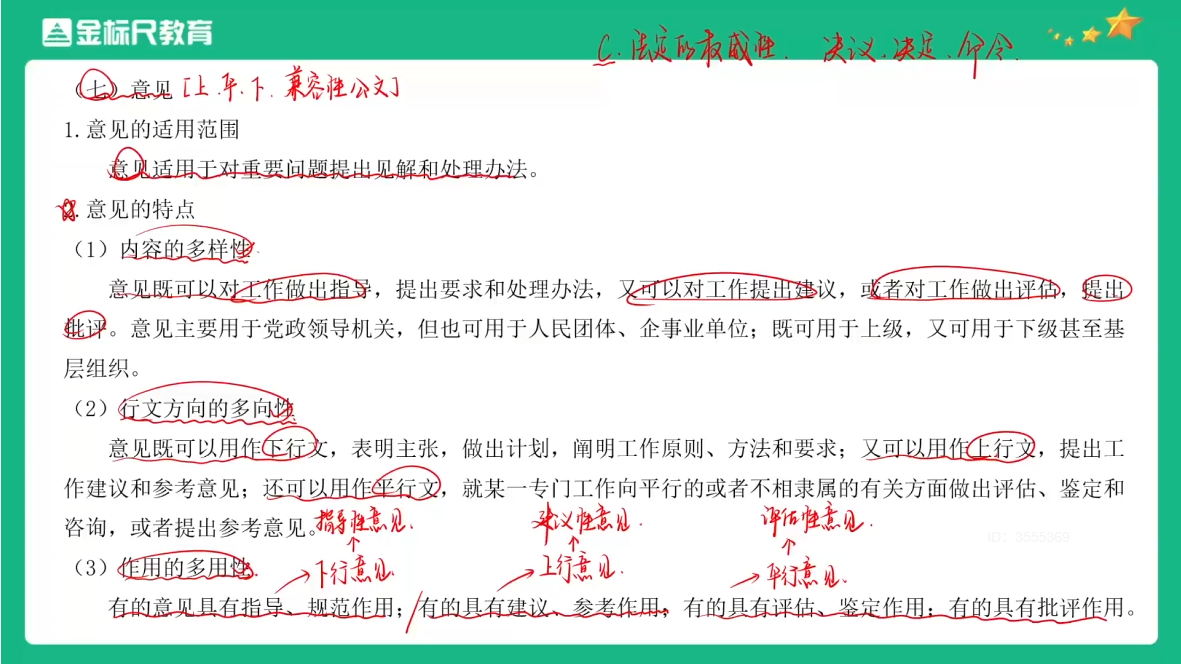 金标尺教育
C.法定的权威性. 决议、决定、命令.
（七）意见［上.平.下.兼容性公文］
1.意见的适用范围
意见适用于对重要问题提出见解和处理办法。
2.意见的特点
（1）内容的多样性
意见既可以对工作做出指导，提出要求和处理办法，又可以对工作提出建议，或者对工作做出评估，提出
批评。意见主要用于党政领导机关，但也可用于人民团体、企事业单位；既可用于上级，又可用于下级甚至基
层组织。
（2）行文方向的多向性
意见既可以用作下行文，表明主张，做出计划，阐明工作原则、方法和要求；又可以用作上行文，提出工
作建议和参考意见；还可以用作平行文，就某一专门工作向平行的或者不相隶属的有关方面做出评估、鉴定和
咨询，或者提出参考意见。指导性意见. 建议性意见. 评估性意见.
ID：3555369
（3）作用的多用性 下行意见. 上行意见. 平行意见.
有的意见具有指导、规范作用；有的具有建议、参考作用；有的具有评估、鉴定作用；有的具有批评作用。